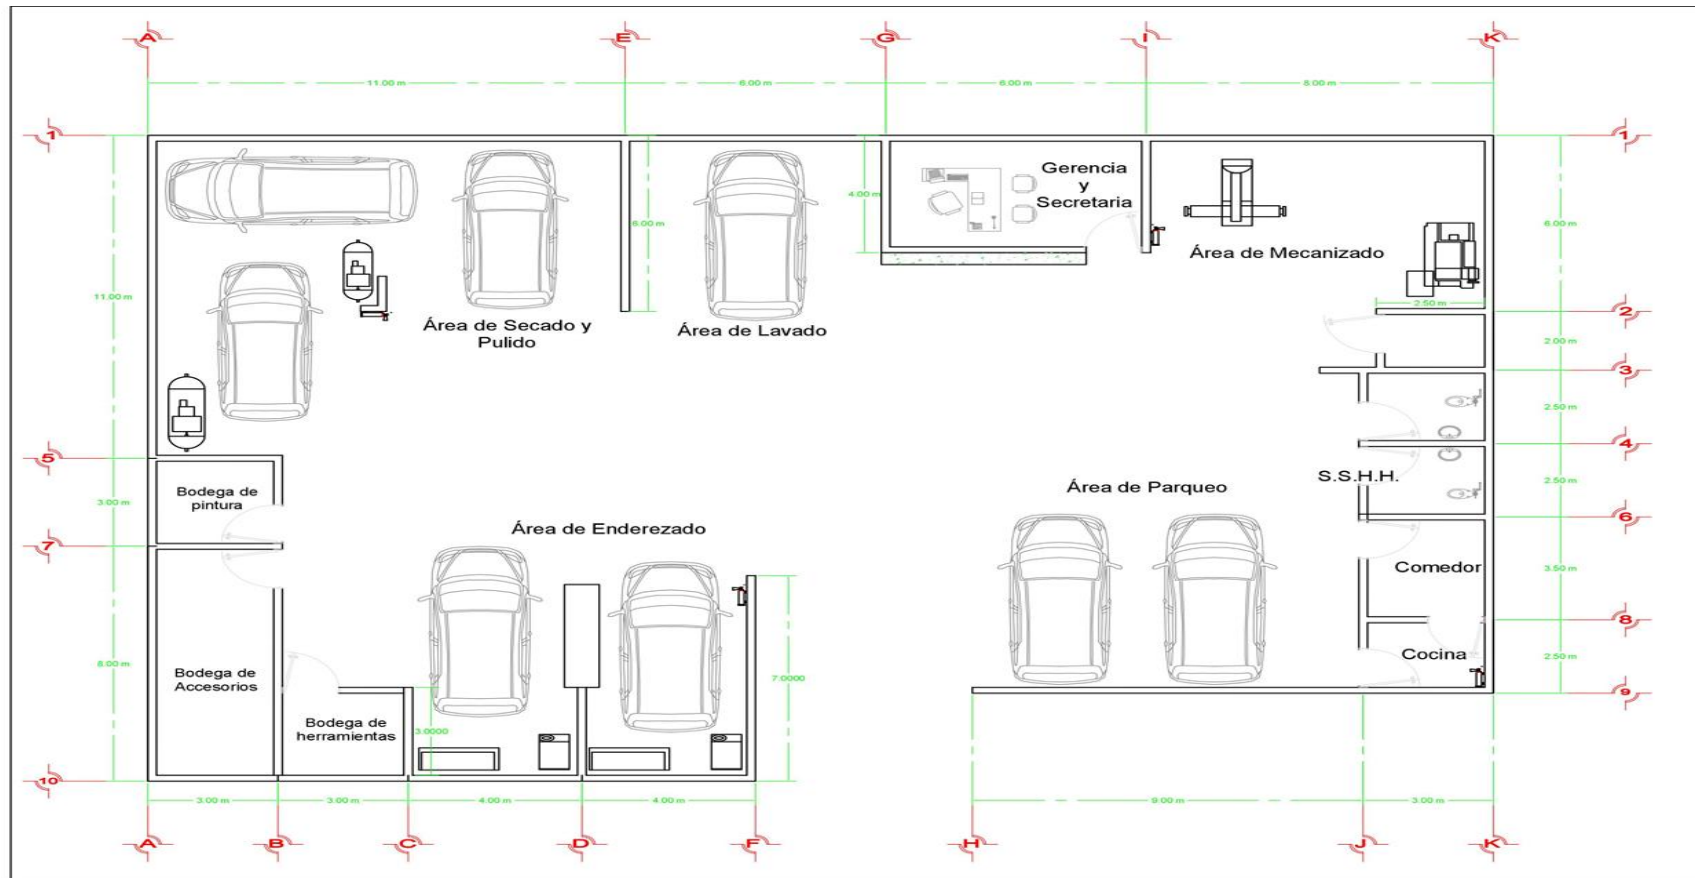 A E G I K
11.00 m 6.00 m 6.00 m 8.00 m
1 1
Gerencia
y
Secretaria
4.00 m
6.00 m
6.00 m
Área de Mecanizado
11.00 m
2.50 m
2
Área de Secado y
Pulido
Área de Lavado
2.00 m
3
2.50 m
4
5
S.S.H.H.
2.50 m
Área de Parqueo
Bodega de
pintura
3.00 m
6
Área de Enderezado
7
Comedor
3.50 m
8
Cocina
2.50 m
8.00 m
Bodega de
Accesorios
7.0000
9
Bodega de
herramientas
3.0000
10
3.00 m 3.00 m 4.00 m 4.00 m 9.00 m 3.00 m
A B C D F H J K